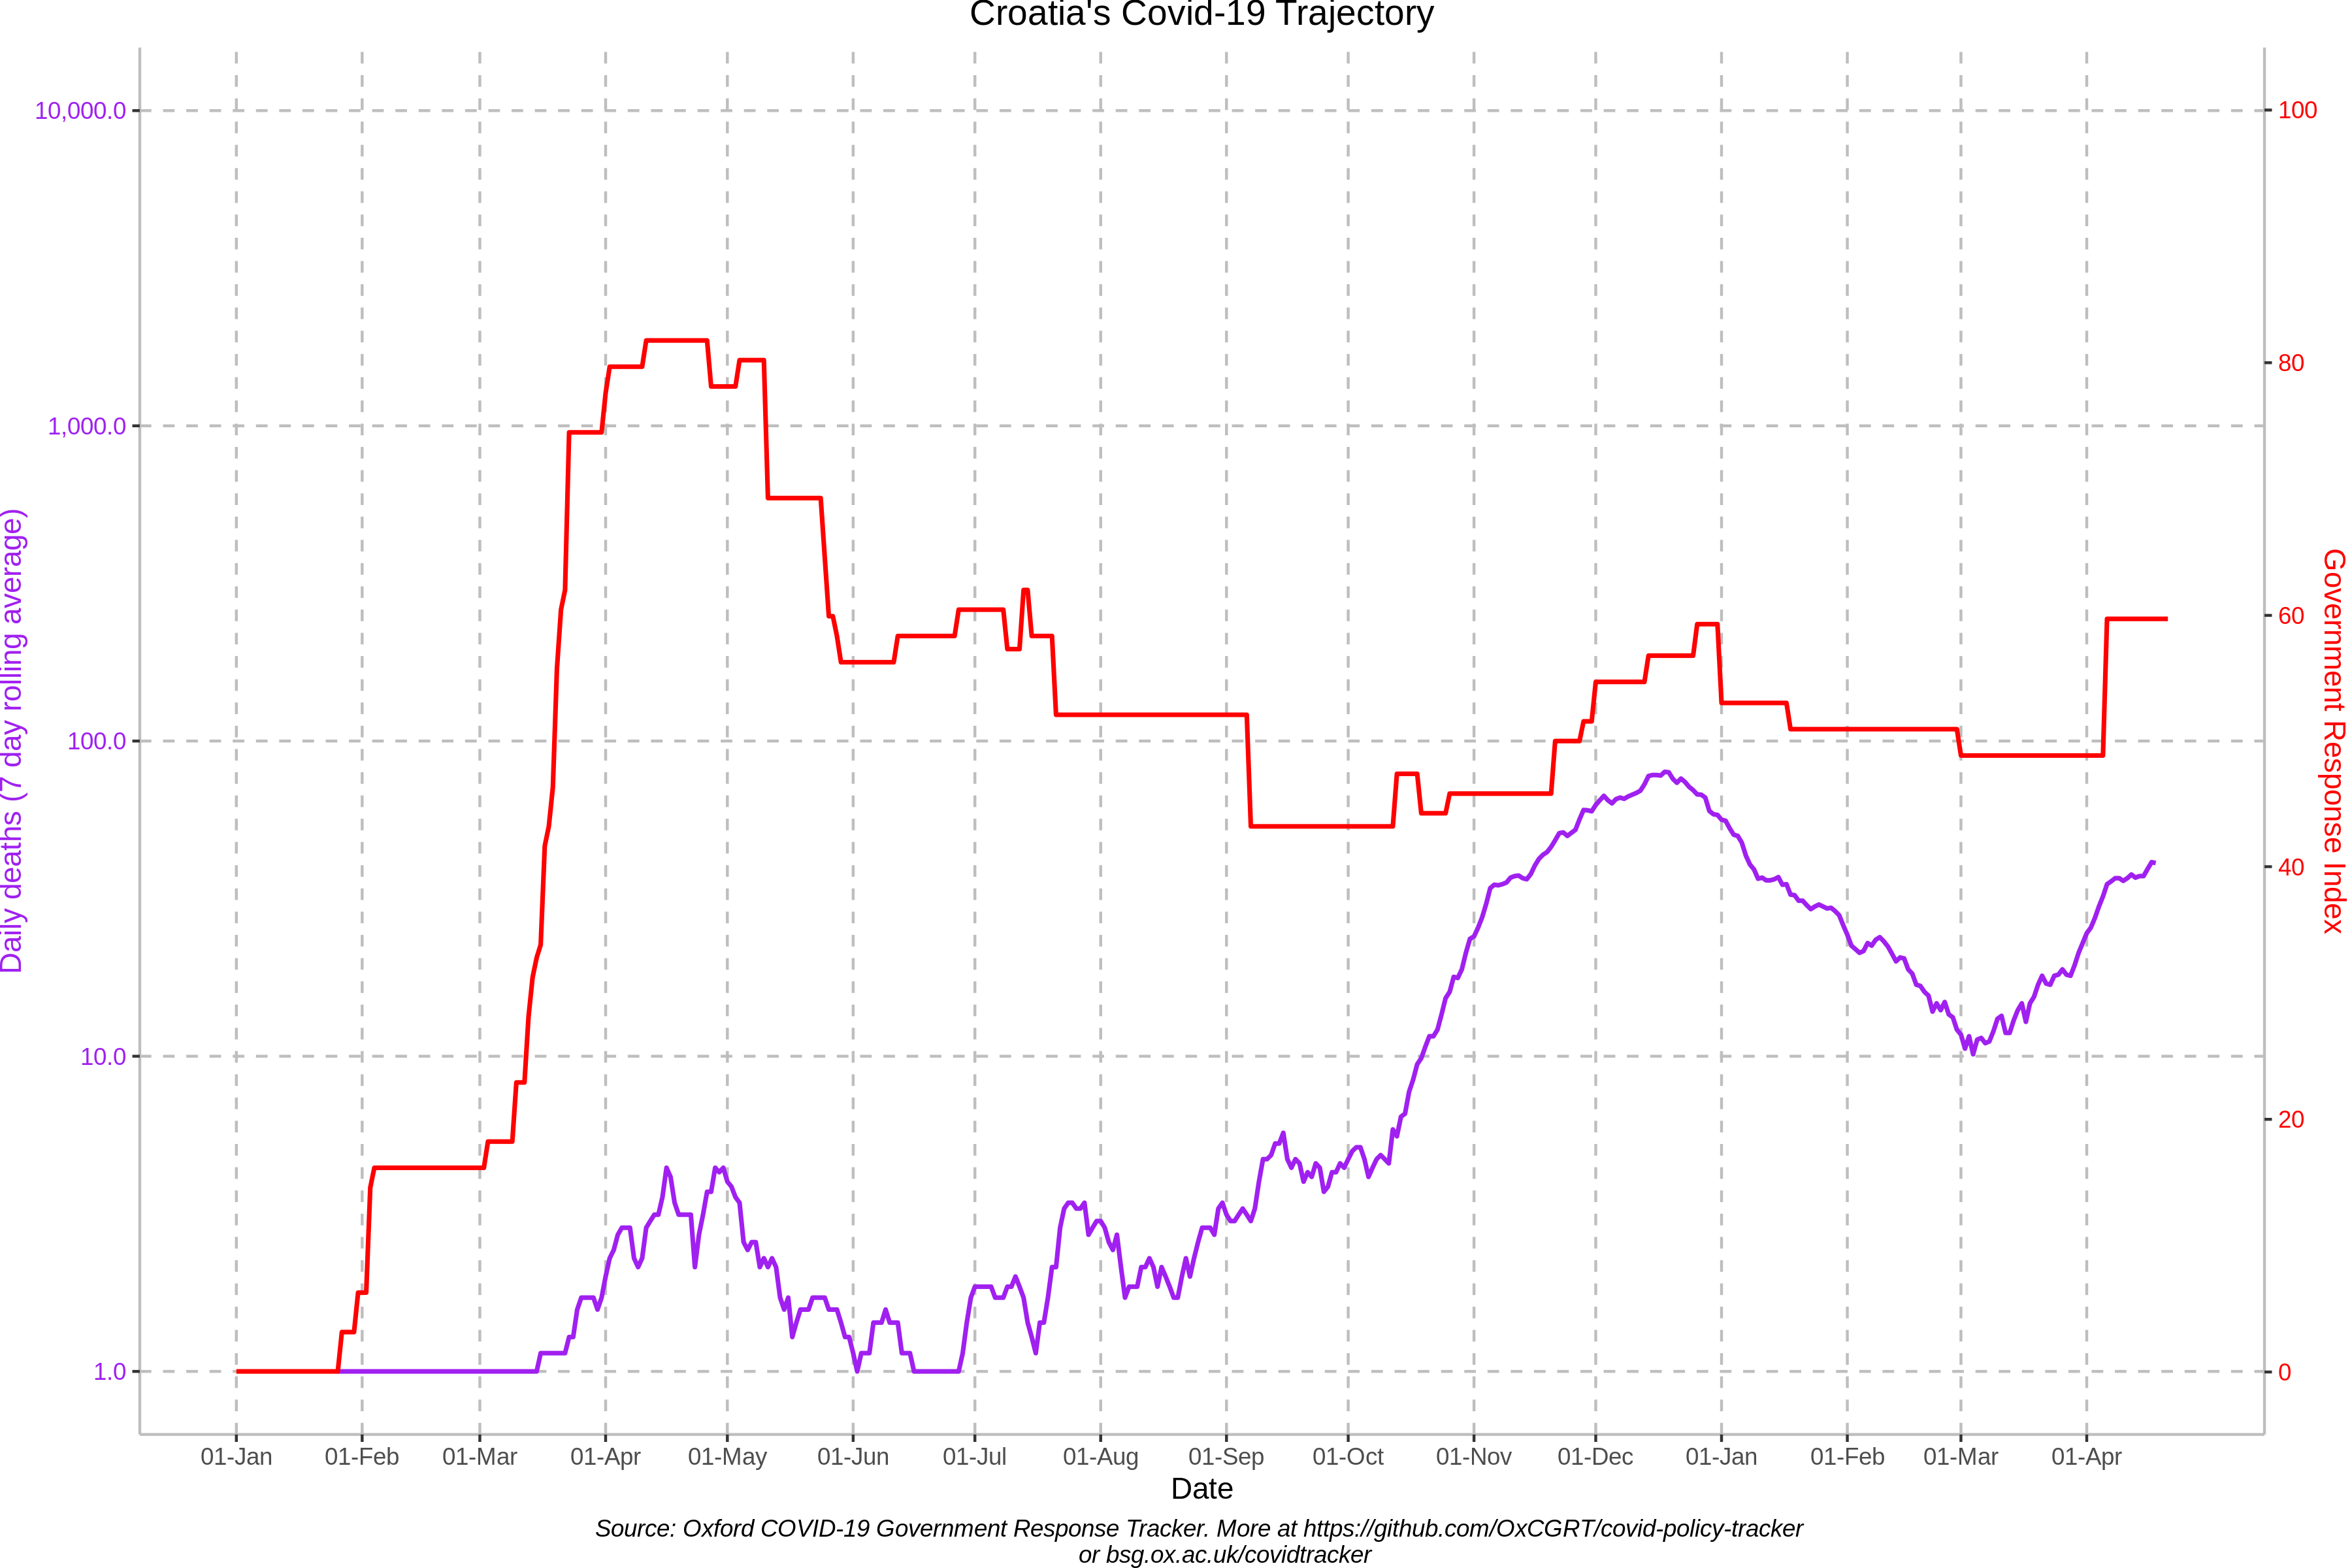 Croatia's Covid-19 Trajectory
10,000.0
1,000.0
100.0
10.0
1.0
Daily deaths (7 day rolling average)
100
80
60
40
20
0
Government Response Index
01-Jan 01-Feb 01-Mar 01-Apr 01-May 01-Jun 01-Jul 01-Aug 01-Sep 01-Oct 01-Nov 01-Dec 01-Jan 01-Feb 01-Mar 01-Apr
Date
Source: Oxford COVID-19 Government Response Tracker. More at https://github.com/OxCGRT/covid-policy-tracker
or bsg.ox.ac.uk/covidtracker